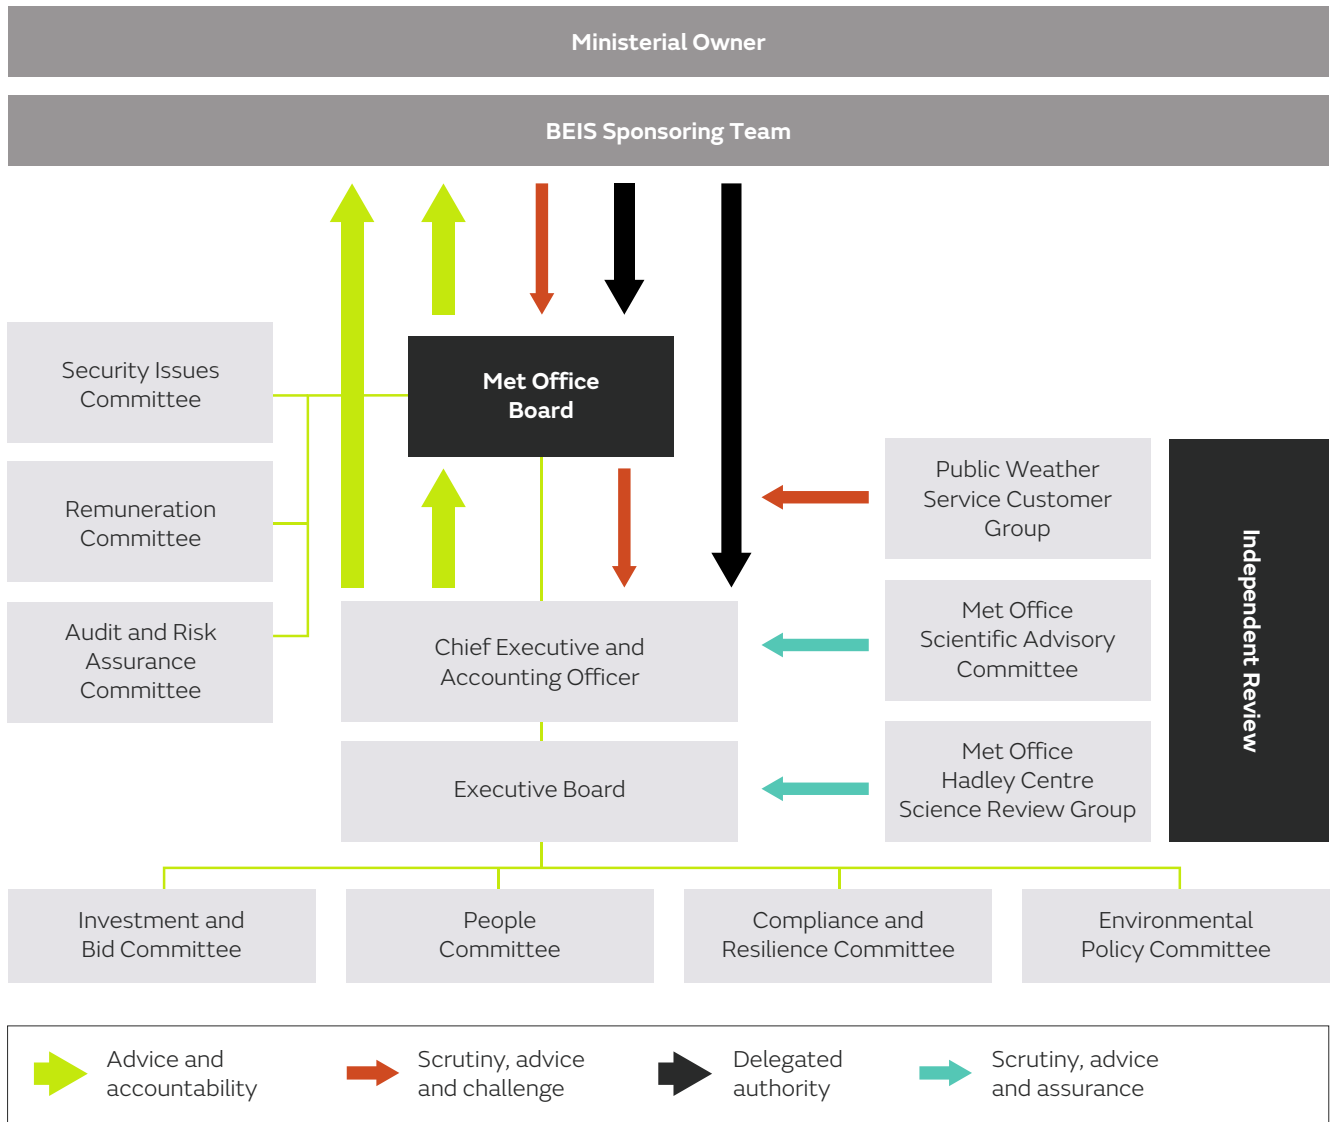 Ministerial Owner
BEIS Sponsoring Team
Security Issues
Committee
Met Office
Board
Remuneration
Committee
Public Weather
Service Customer
Group
Audit and Risk
Assurance
Committee
Chief Executive and
Accounting Officer
Met Office
Scientific Advisory
Committee
Independent Review
Executive Board
Met Office
Hadley Centre
Science Review Group
Investment and
Bid Committee
People
Committee
Compliance and
Resilience Committee
Environmental
Policy Committee
Advice and
accountability
Scrutiny, advice
and challenge
Delegated
authority
Scrutiny, advice
and assurance